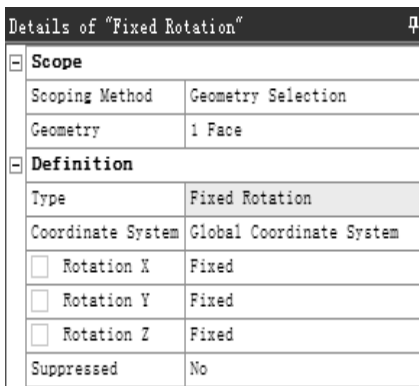 Details of "Fixed Rotation"
Scope
Scoping Method Geometry Selection
Geometry 1 Face
Definition
Type Fixed Rotation
Coordinate System Global Coordinate System
Rotation X Fixed
Rotation Y Fixed
Rotation Z Fixed
Suppressed No